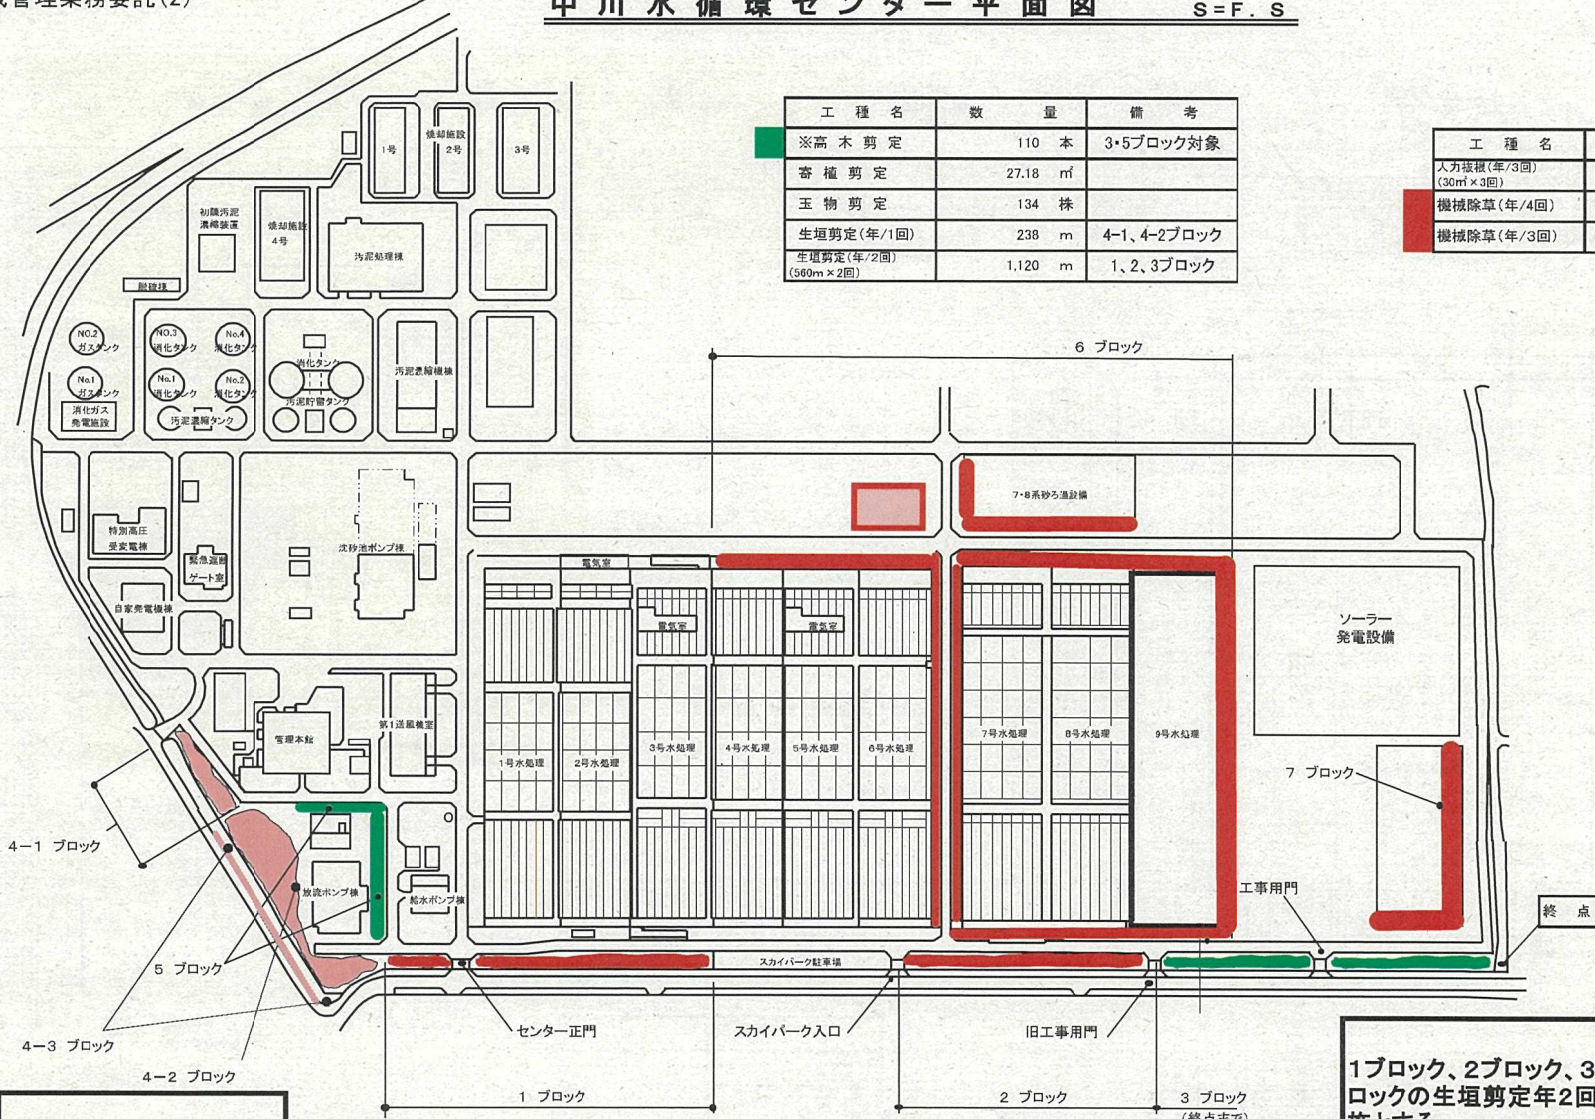 管理業務委託(2)
中川水循環センター平面図 S=F.S
工種名 数量 備考
※高木剪定 110 本 3・5ブロック対象
寄植剪定 27.18 ㎡
玉物剪定 134 株
生垣剪定(年/1回) 238 m 4-1、4-2ブロック
生垣剪定(年/2回)
(560m×2回) 1,120 m 1、2、3ブロック
工種名
人力抜根(年/3回)
(30㎡×3回)
機械除草(年/4回)
機械除草(年/3回)
1号
焼却施設
2号
3号
初沈汚泥
濃縮装置
焼却施設
4号
汚泥処理棟
脱硫棟
NO.2
ガスタンク
NO.3
消化タンク
No.4
消化タンク
No.1
ガスタンク
No.1
消化タンク
No.2
消化タンク
消化タンク
汚泥貯留タンク
汚泥濃縮機棟
消化ガス
発電施設
汚泥濃縮タンク
6 ブロック
7・8系砂ろ過設備
特別高圧
受変電棟
緊急遮断
ゲート室
沈砂池ポンプ棟
自家発電機棟
電気室
電気室
電気室
ソーラー
発電設備
管理本館
第1送風機室
1号水処理
2号水処理
3号水処理
4号水処理
5号水処理
6号水処理
7号水処理
8号水処理
9号水処理
7 ブロック
4-1 ブロック
放流ポンプ棟
給水ポンプ棟
工事用門
終点
5 ブロック
スカイパーク駐車場
センター正門
スカイパーク入口
旧工事用門
4-3 ブロック
4-2 ブロック
1 ブロック
2 ブロック
3 ブロック
(終点まで)
1ブロック、2ブロック、3
ロックの生垣剪定年2回
施とする